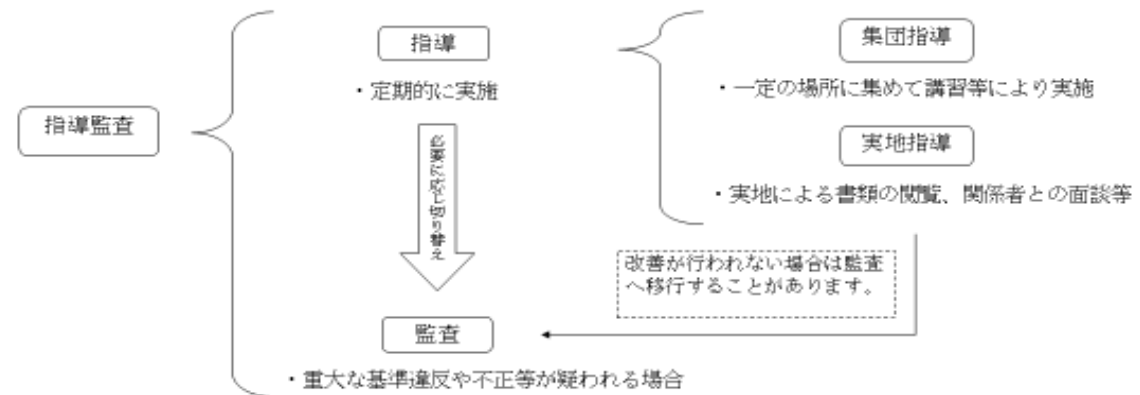 指導監査
指導
・定期的に実施
必要に応じ切り替え
監査
・重大な基準違反や不正等が疑われる場合
集団指導
・一定の場所に集めて講習等により実施
実地指導
・実地による書類の閲覧、関係者との面談等
改善が行われない場合は監査
へ移行することがあります。